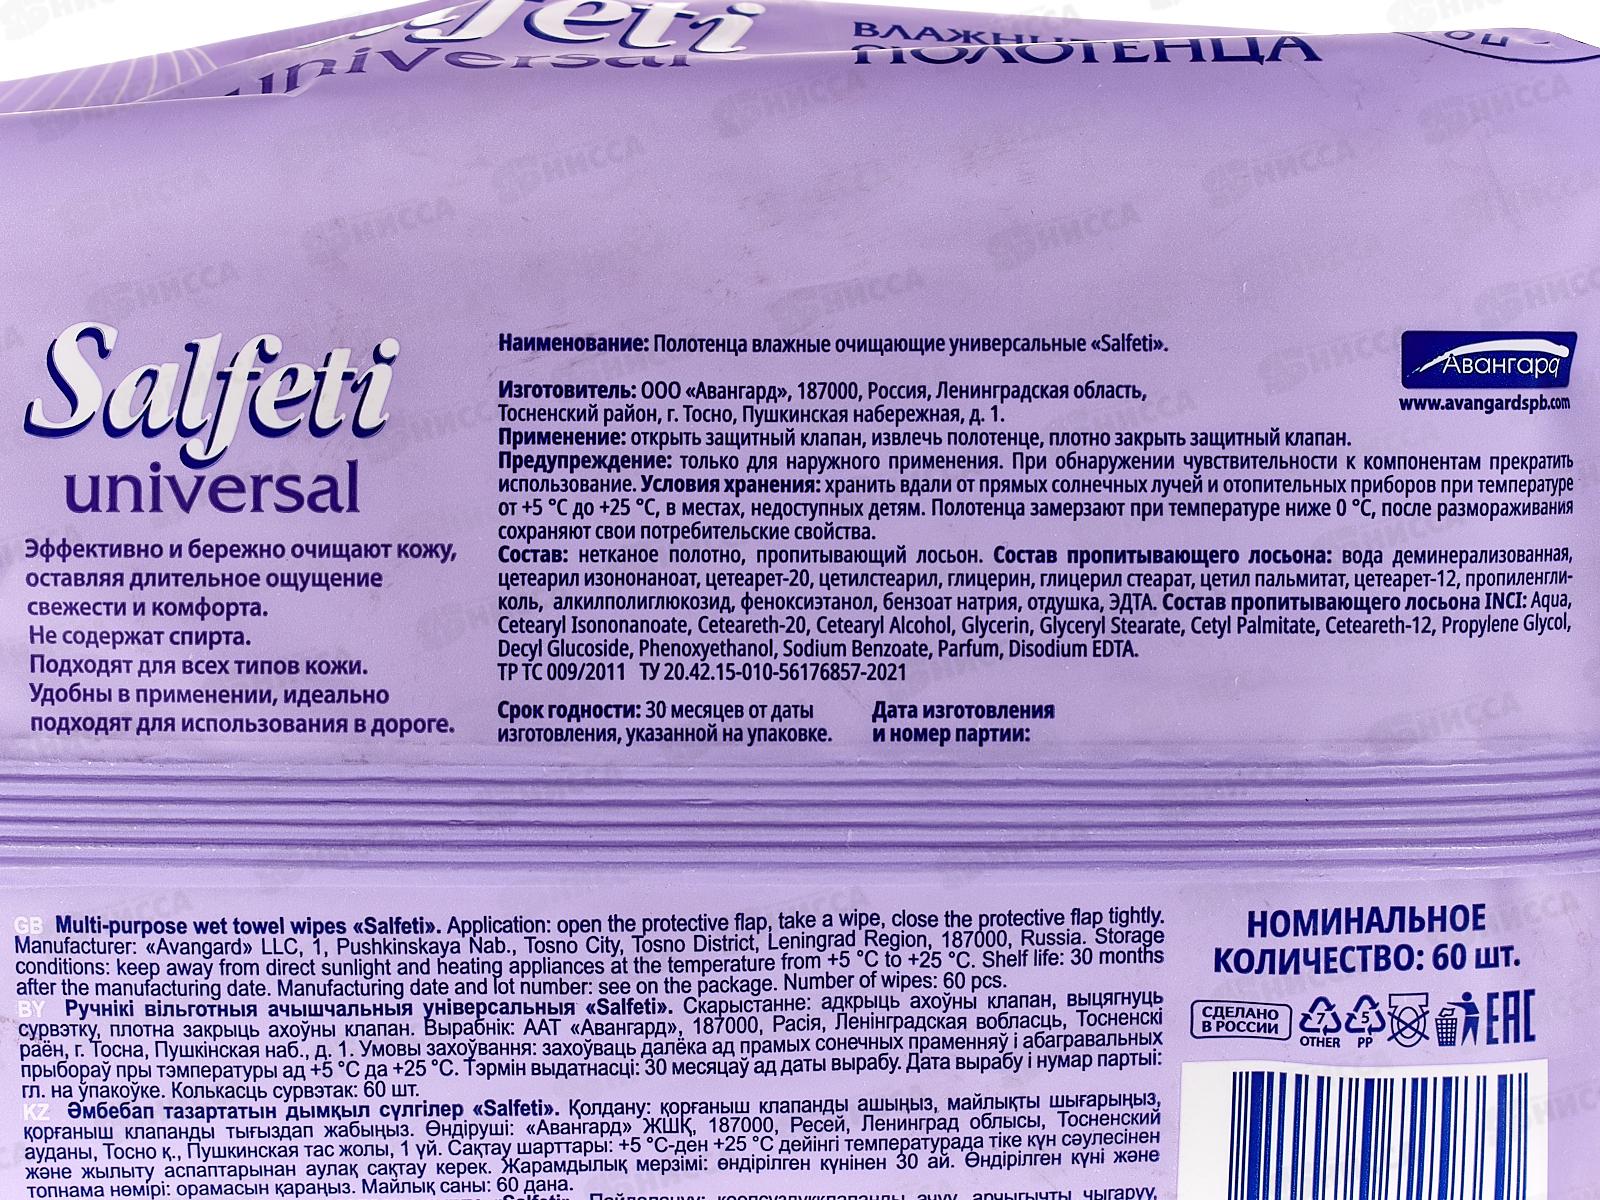 Salfeti
universal
ВЛАЖНЫЕ
ПОЛОТЕНЦА
Salfeti
universal
Эффективно и бережно очищают кожу,
оставляя длительное ощущение
свежести и комфорта.
Не содержат спирта.
Подходят для всех типов кожи.
Удобны в применении, идеально
подходят для использования в дороге.
Наименование: Полотенца влажные очищающие универсальные «Salfeti».
Изготовитель: ООО «Авангард», 187000, Россия, Ленинградская область,
Тосненский район, г. Тосно, Пушкинская набережная, д. 1.
Применение: открыть защитный клапан, извлечь полотенце, плотно закрыть защитный клапан.
Предупреждение: только для наружного применения. При обнаружении чувствительности к компонентам прекратить
использование. Условия хранения: хранить вдали от прямых солнечных лучей и отопительных приборов при температуре
от +5 °C до +25 °C, в местах, недоступных детям. Полотенца замерзают при температуре ниже 0 °C, после размораживания
сохраняют свои потребительские свойства.
Состав: нетканое полотно, пропитывающий лосьон. Состав пропитывающего лосьона: вода деминерализованная,
цетеарил изононаноат, цетеарет-20, цетилстеарил, глицерин, глицерил стеарат, цетил пальмитат, цетеарет-12, пропиленгли-
коль, алкилполиглюкозид, феноксиэтанол, бензоат натрия, отдушка, ЭДТА. Состав пропитывающего лосьона INCI: Aqua,
Cetearyl Isononanoate, Ceteareth-20, Cetearyl Alcohol, Glycerin, Glyceryl Stearate, Cetyl Palmitate, Ceteareth-12, Propylene Glycol,
Decyl Glucoside, Phenoxyethanol, Sodium Benzoate, Parfum, Disodium EDTA.
ТР ТС 009/2011 ТУ 20.42.15-010-56176857-2021
Срок годности: 30 месяцев от даты
изготовления, указанной на упаковке.
Дата изготовления
и номер партии:
Авангард
www.avangardspb.com
GB Multi-purpose wet towel wipes «Salfeti». Application: open the protective flap, take a wipe, close the protective flap tightly.
Manufacturer: «Avangard» LLC, 1, Pushkinskaya Nab., Tosno City, Tosno District, Leningrad Region, 187000, Russia. Storage
conditions: keep away from direct sunlight and heating appliances at the temperature from +5 °C to +25 °C. Shelf life: 30 months
after the manufacturing date. Manufacturing date and lot number: see on the package. Number of wipes: 60 pcs.
BY Ручнікі вільготныя ачышчальныя універсальныя «Salfeti». Скарыстанне: адкрыць ахоўны клапан, выцягнуць
сурвэтку, плотна закрыць ахоўны клапан. Вырабнік: ААТ «Авангард», 187000, Расія, Ленінградская вобласць, Тосненскі
раён, г. Тосна, Пушкінская наб., д. 1. Умовы захоўвання: захоўваць далёка ад прамых сонечных праменняў і абагравальных
прыбораў пры тэмпературы ад +5 °C да +25 °C. Тэрмін выдатнасці: 30 месяцаў ад даты вырабу. Дата вырабу і нумар партыі:
гл. на ўпакоўке. Колькасць сурвэтак: 60 шт.
KZ Әмбебап тазартатын дымқыл сүлгілер «Salfeti». Қолдану: қорғаныш клапанды ашыңыз, майлықты шығарыңыз,
қорғаныш клапанды тығыздап жабыңыз. Өндіруші: «Авангард» ЖШҚ, 187000, Ресей, Ленинград облысы, Тосненский
ауданы, Тосно қ., Пушкинская тас жолы, 1 үй. Сақтау шарттары: +5 °C-ден +25 °C дейінгі температурада тіке күн сәулесінен
және жылыту аспаптарынан аулақ сақтау керек. Жарамдылық мерзімі: өндірілген күнінен 30 ай. Өндірілген күні және
топнама нөмірі: орамасын қараңыз. Майлық саны: 60 дана.
НОМИНАЛЬНОЕ
КОЛИЧЕСТВО: 60 шт.
СДЕЛАНО
В РОССИИ
7
OTHER
5
PP
EAC
НИССА